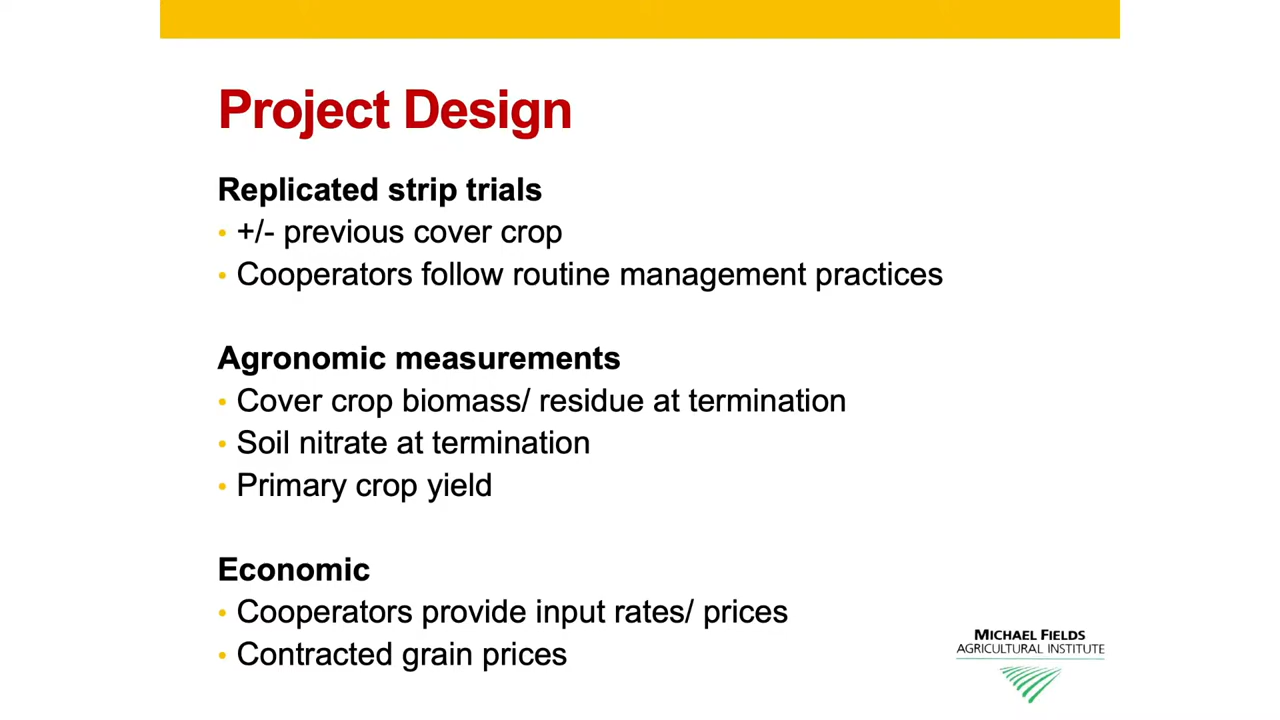 Project Design
Replicated strip trials
• +/- previous cover crop
• Cooperators follow routine management practices
Agronomic measurements
• Cover crop biomass/ residue at termination
• Soil nitrate at termination
• Primary crop yield
Economic
• Cooperators provide input rates/ prices
• Contracted grain prices
MICHAEL FIELDS
AGRICULTURAL INSTITUTE